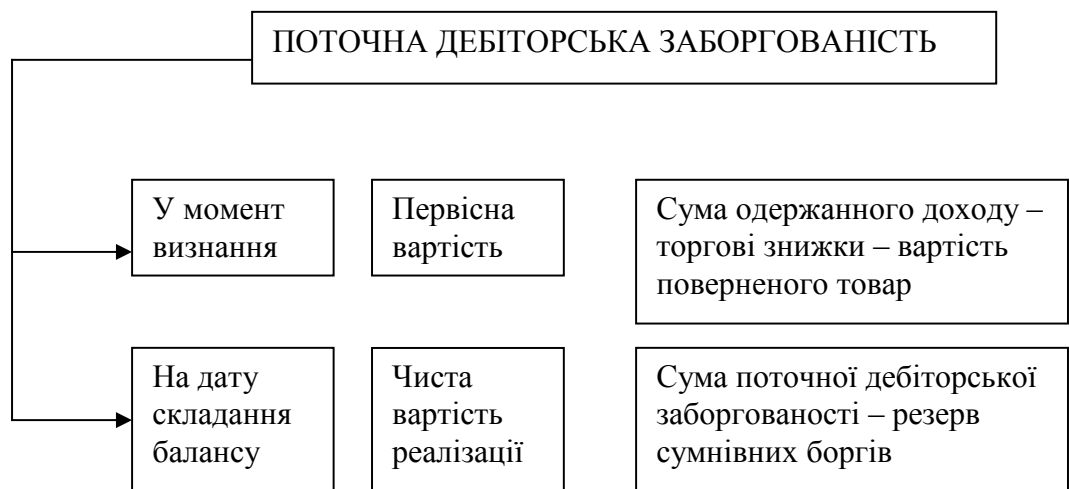 ПОТОЧНА ДЕБІТОРСЬКА ЗАБОРГОВАНІСТЬ
У момент
визнання
Первісна
вартість
Сума одержанного доходу –
торгові знижки – вартість
поверненого товар
На дату
складання
балансу
Чиста
вартість
реалізації
Сума поточної дебіторської
заборгованості – резерв
сумнівних боргів